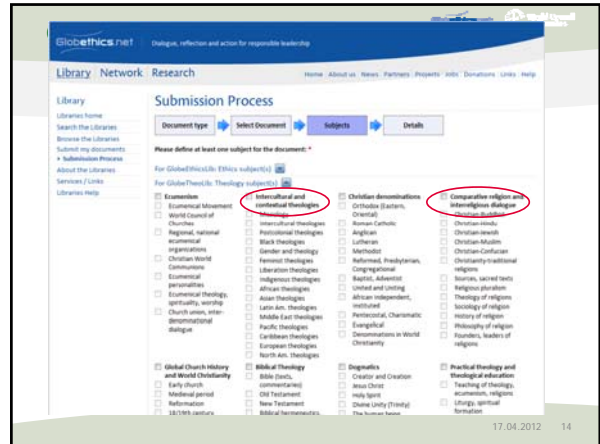 Globethics.net
Dialogue, reflection and action for responsible leadership
Library Network Research
Home About us News Partners Projects Jobs Donations Links Help
Library
Libraries home
Search the Libraries
Browse the Libraries
Submit my documents
Submission Process
About the Libraries
Services / Links
Libraries Help
Submission Process
Document type
Select Document
Subjects
Details
Please define at least one subject for the document: *
For GlobeEthicsLib: Ethics subject(s)
For GlobeTheoLib: Theology subject(s)
Ecumenism
Ecumenical Movement
World Council of
Churches
Regional, national
ecumenical
organizations
Christian World
Communions
Ecumenical
personalities
Ecumenical theology,
spirituality, worship
Church union, inter-
denominational
dialogue
Intercultural and
contextual theologies
Intercultural theologies
Postcolonial theologies
Black theologies
Gender and theology
Feminist theologies
Liberation theologies
Indigenous theologies
African theologies
Asian theologies
Latin Am. theologies
Middle East theologies
Pacific theologies
Caribbean theologies
European theologies
North Am. theologies
Christian denominations
Orthodox (Eastern,
Oriental)
Roman Catholic
Anglican
Lutheran
Methodist
Reformed, Presbyterian,
Congregational
Baptist, Adventist
United and Uniting
African Independent,
Instituted
Pentecostal, Charismatic
Evangelical
Denominations in World
Christianity
Comparative religion and
interreligious dialogue
Christian-Buddhist
Christian-Hindu
Christian-Jewish
Christian-Muslim
Christian-Confucian
Christianity-traditional
religions
Sources, sacred texts
Religious pluralism
Theology of religions
Sociology of religion
History of religion
Philosophy of religion
Founders, leaders of
religions
Global Church History
and World Christianity
Early church
Medieval period
Reformation
18/19th century
Biblical Theology
Bible (texts,
commentaries)
Old Testament
New Testament
Biblical hermeneutics
Dogmatics
Creator and Creation
Jesus Christ
Holy Spirit
Divine Unity (Trinity)
The human being
Practical theology and
theological education
Teaching of theology,
ecumenism, religions
Liturgy, spiritual
formation
17.04.2012 14